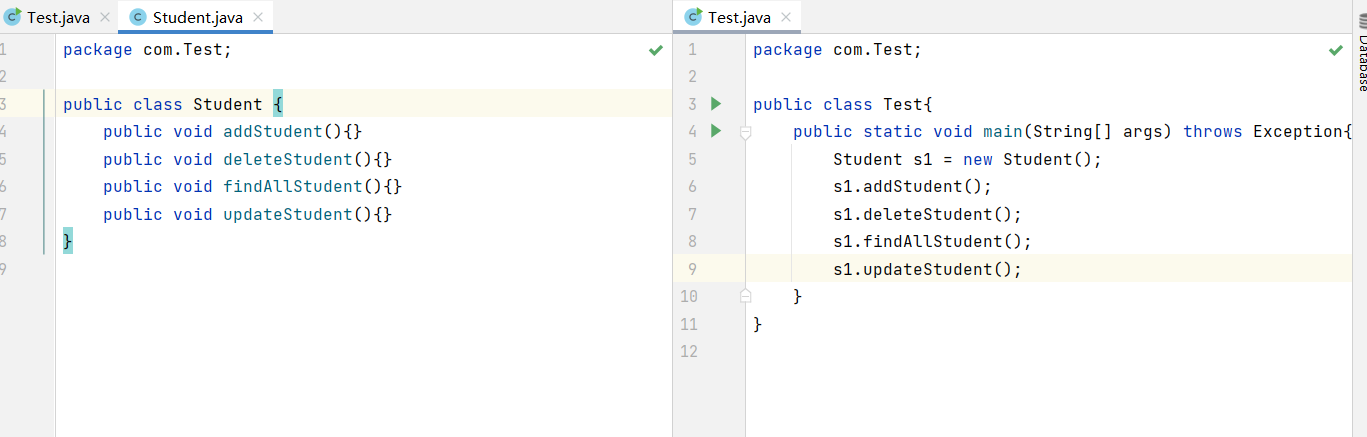 Test.java
Student.java
1 package com.Test;
2
3 public class Student {
4 public void addStudent(){}
5 public void deleteStudent(){}
6 public void findAllStudent(){}
7 public void updateStudent(){}
8 }
9
Test.java
1 package com.Test;
2
3 public class Test{
4 public static void main(String[] args) throws Exception{
5 Student s1 = new Student();
6 s1.addStudent();
7 s1.deleteStudent();
8 s1.findAllStudent();
9 s1.updateStudent();
10 }
11 }
12
Database